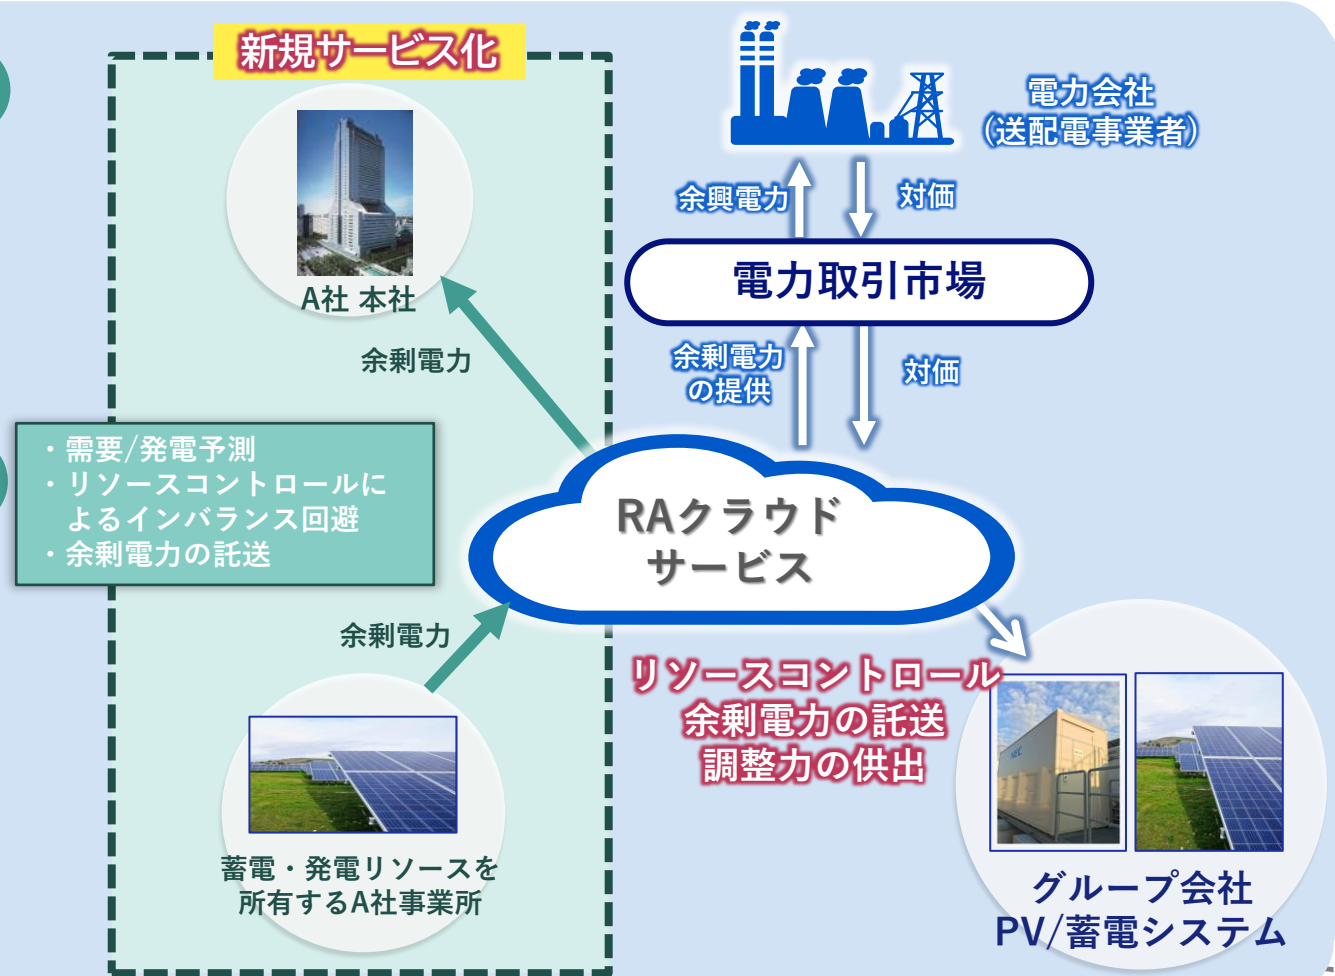 新規サービス化
A社 本社
余剰電力
・需要/発電予測
・リソースコントロールに
よるインバランス回避
・余剰電力の託送
余剰電力
蓄電・発電リソースを
所有するA社事業所
電力会社
(送配電事業者)
余興電力
対価
電力取引市場
余剰電力
の提供
対価
RAクラウド
サービス
リソースコントロール
余剰電力の託送
調整力の供出
NEC
グループ会社
PV/蓄電システム